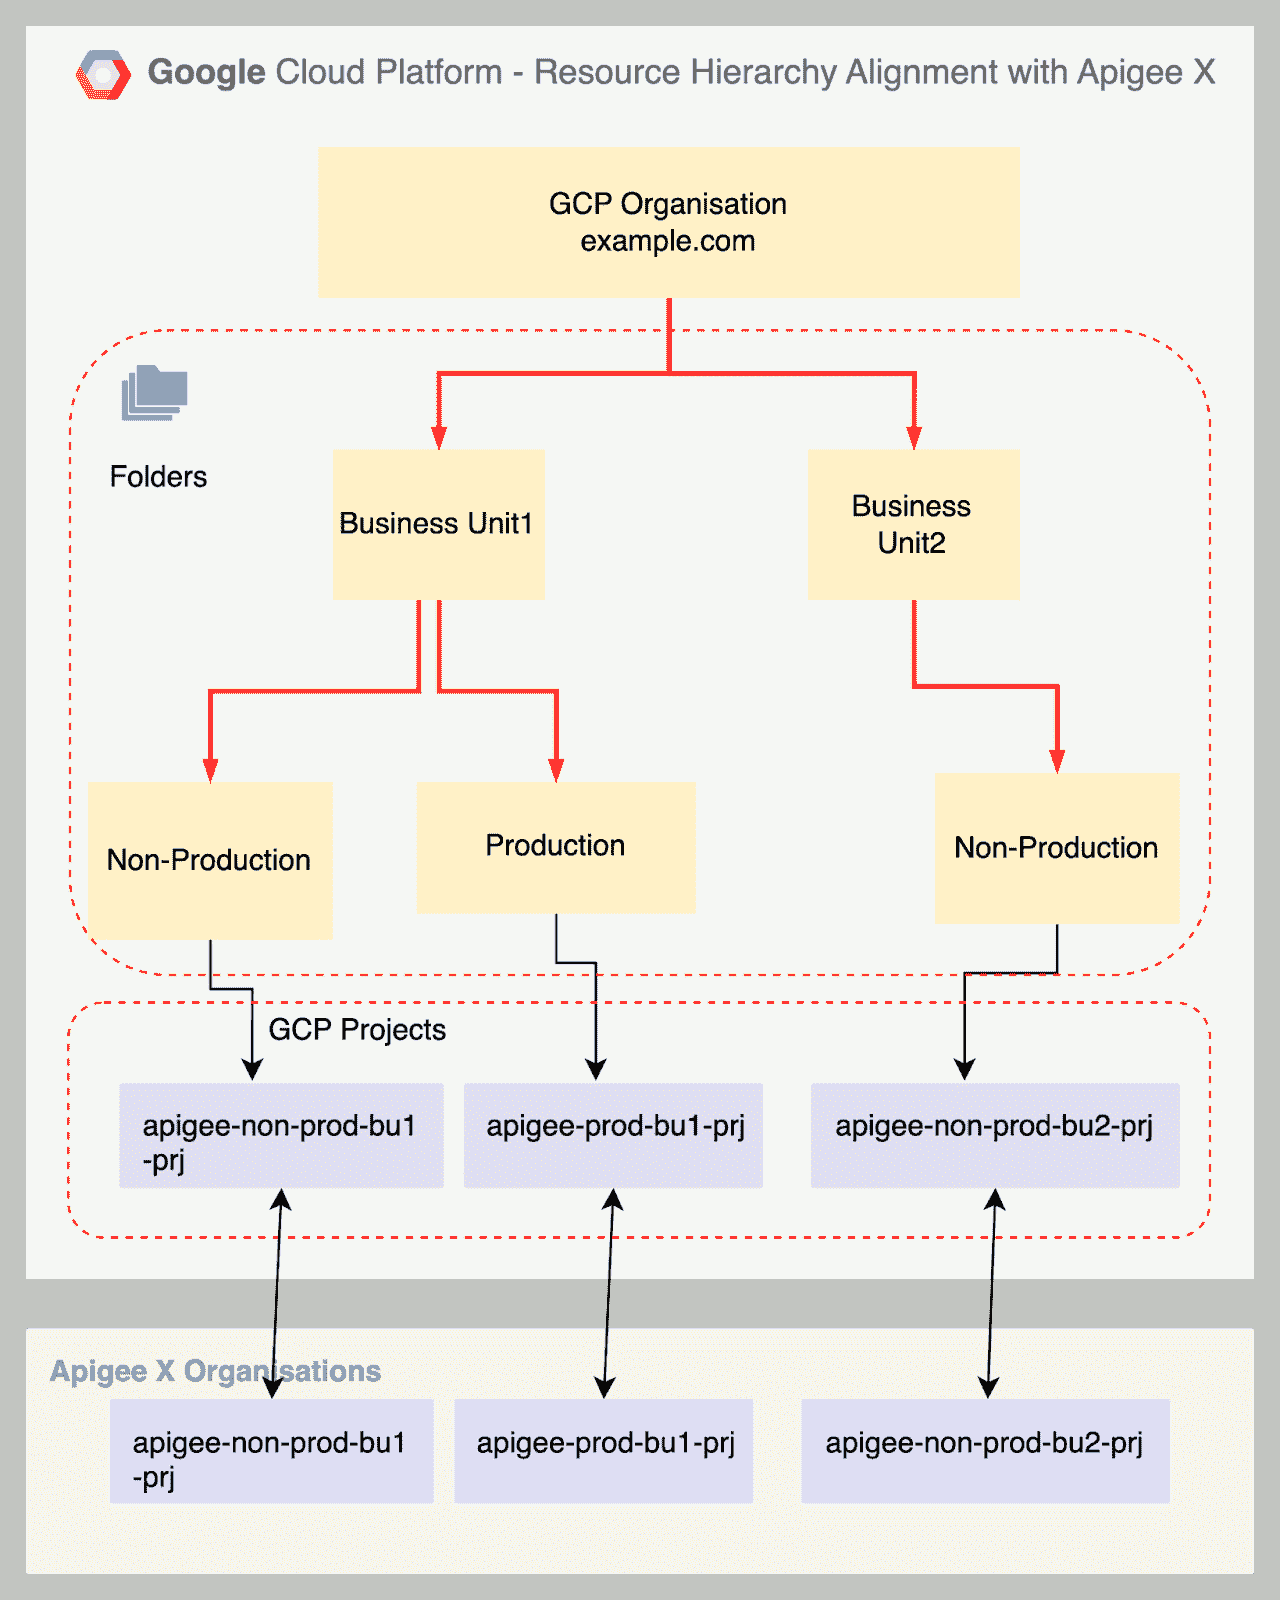 Google Cloud Platform - Resource Hierarchy Alignment with Apigee X
GCP Organisation
example.com
Folders
Business Unit1
Business
Unit2
Non-Production
Production
Non-Production
GCP Projects
apigee-non-prod-bu1
-prj
apigee-prod-bu1-prj
apigee-non-prod-bu2-prj
Apigee X Organisations
apigee-non-prod-bu1
-prj
apigee-prod-bu1-prj
apigee-non-prod-bu2-prj